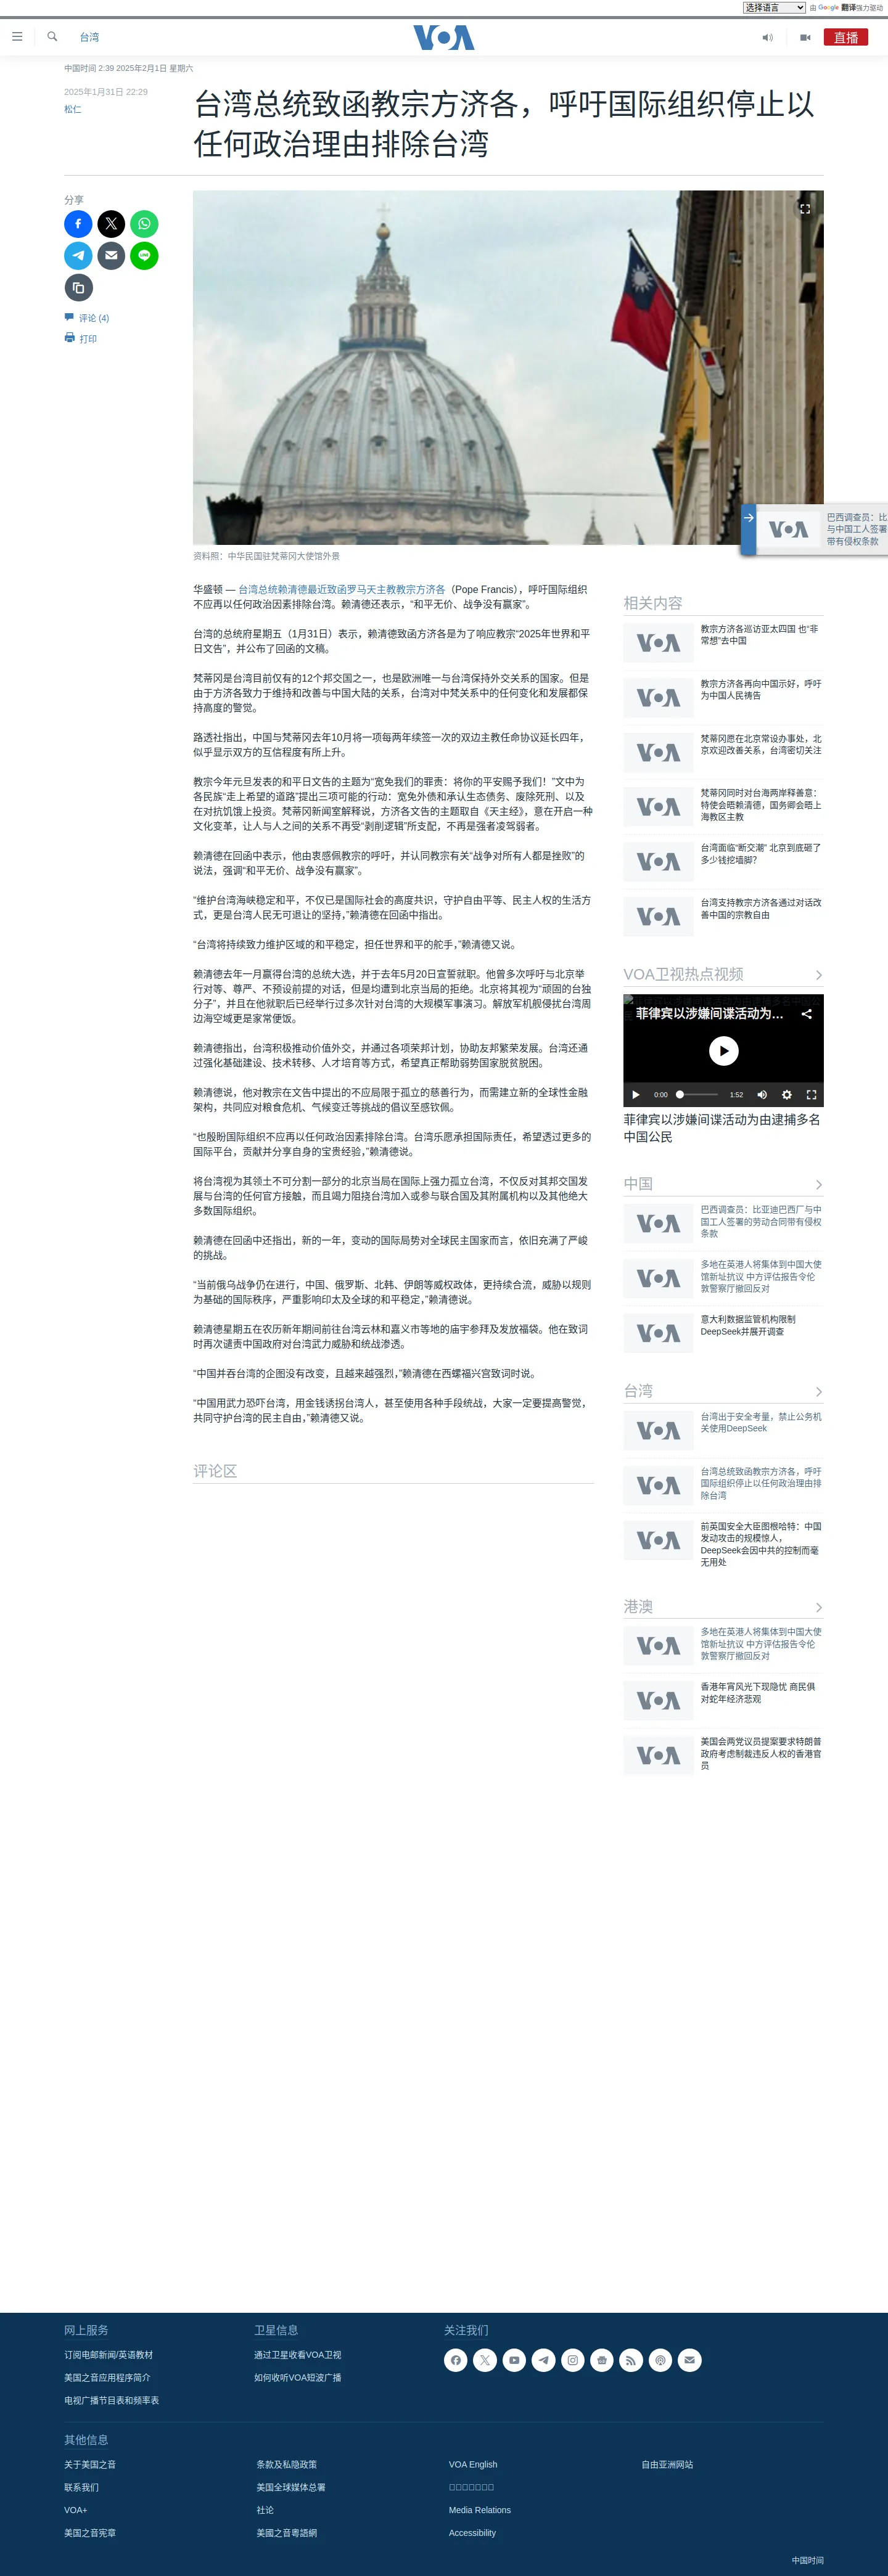 选择语言 由 Google 翻译强力驱动
台湾
VOA
直播
中国时间 2:39 2025年2月1日 星期六
2025年1月31日 22:29
松仁
台湾总统致函教宗方济各，呼吁国际组织停止以
任何政治理由排除台湾
分享
评论 (4)
打印
巴西调查员：比
与中国工人签署
带有侵权条款
资料照：中华民国驻梵蒂冈大使馆外景
华盛顿 — 台湾总统赖清德最近致函罗马天主教教宗方济各（Pope Francis），呼吁国际组织
不应再以任何政治因素排除台湾。赖清德还表示，“和平无价、战争没有赢家”。
台湾的总统府星期五（1月31日）表示，赖清德致函方济各是为了响应教宗“2025年世界和平
日文告”，并公布了回函的文稿。
梵蒂冈是台湾目前仅有的12个邦交国之一，也是欧洲唯一与台湾保持外交关系的国家。但是
由于方济各致力于维持和改善与中国大陆的关系，台湾对中梵关系中的任何变化和发展都保
持高度的警觉。
路透社指出，中国与梵蒂冈去年10月将一项每两年续签一次的双边主教任命协议延长四年，
似乎显示双方的互信程度有所上升。
教宗今年元旦发表的和平日文告的主题为“宽免我们的罪责：将你的平安赐予我们！”文中为
各民族“走上希望的道路”提出三项可能的行动：宽免外债和承认生态债务、废除死刑、以及
在对抗饥饿上投资。梵蒂冈新闻室解释说，方济各文告的主题取自《天主经》，意在开启一种
文化变革，让人与人之间的关系不再受“剥削逻辑”所支配，不再是强者凌驾弱者。
赖清德在回函中表示，他由衷感佩教宗的呼吁，并认同教宗有关“战争对所有人都是挫败”的
说法，强调“和平无价、战争没有赢家”。
“维护台湾海峡稳定和平，不仅已是国际社会的高度共识，守护自由平等、民主人权的生活方
式，更是台湾人民无可退让的坚持，”赖清德在回函中指出。
“台湾将持续致力维护区域的和平稳定，担任世界和平的舵手，”赖清德又说。
赖清德去年一月赢得台湾的总统大选，并于去年5月20日宣誓就职。他曾多次呼吁与北京举
行对等、尊严、不预设前提的对话，但是均遭到北京当局的拒绝。北京将其视为“顽固的台独
分子”，并且在他就职后已经举行过多次针对台湾的大规模军事演习。解放军机舰侵扰台湾周
边海空域更是家常便饭。
赖清德指出，台湾积极推动价值外交，并通过各项荣邦计划，协助友邦繁荣发展。台湾还通
过强化基础建设、技术转移、人才培育等方式，希望真正帮助弱势国家脱贫脱困。
赖清德说，他对教宗在文告中提出的不应局限于孤立的慈善行为，而需建立新的全球性金融
架构，共同应对粮食危机、气候变迁等挑战的倡议至感钦佩。
“也殷盼国际组织不应再以任何政治因素排除台湾。台湾乐愿承担国际责任，希望透过更多的
国际平台，贡献并分享自身的宝贵经验，”赖清德说。
将台湾视为其领土不可分割一部分的北京当局在国际上强力孤立台湾，不仅反对其邦交国发
展与台湾的任何官方接触，而且竭力阻挠台湾加入或参与联合国及其附属机构以及其他绝大
多数国际组织。
赖清德在回函中还指出，新的一年，变动的国际局势对全球民主国家而言，依旧充满了严峻
的挑战。
“当前俄乌战争仍在进行，中国、俄罗斯、北韩、伊朗等威权政体，更持续合流，威胁以规则
为基础的国际秩序，严重影响印太及全球的和平稳定，”赖清德说。
赖清德星期五在农历新年期间前往台湾云林和嘉义市等地的庙宇参拜及发放福袋。他在致词
时再次谴责中国政府对台湾武力威胁和统战渗透。
“中国并吞台湾的企图没有改变，且越来越强烈，”赖清德在西螺福兴宫致词时说。
“中国用武力恐吓台湾，用金钱诱拐台湾人，甚至使用各种手段统战，大家一定要提高警觉，
共同守护台湾的民主自由，”赖清德又说。
评论区
相关内容
教宗方济各巡访亚太四国 也“非
常想”去中国
教宗方济各再向中国示好，呼吁
为中国人民祷告
梵蒂冈愿在北京常设办事处，北
京欢迎改善关系，台湾密切关注
梵蒂冈同时对台海两岸释善意：
特使会晤赖清德，国务卿会晤上
海教区主教
台湾面临“断交潮” 北京到底砸了
多少钱挖墙脚？
台湾支持教宗方济各通过对话改
善中国的宗教自由
VOA卫视热点视频
菲律宾以涉嫌间谍活动为...
0:00 1:52
菲律宾以涉嫌间谍活动为由逮捕多名
中国公民
中国
巴西调查员：比亚迪巴西厂与中
国工人签署的劳动合同带有侵权
条款
多地在英港人将集体到中国大使
馆新址抗议 中方评估报告令伦
敦警察厅撤回反对
意大利数据监管机构限制
DeepSeek并展开调查
台湾
台湾出于安全考量，禁止公务机
关使用DeepSeek
台湾总统致函教宗方济各，呼吁
国际组织停止以任何政治理由排
除台湾
前英国安全大臣图根哈特：中国
发动攻击的规模惊人，
DeepSeek会因中共的控制而毫
无用处
港澳
多地在英港人将集体到中国大使
馆新址抗议 中方评估报告令伦
敦警察厅撤回反对
香港年宵风光下现隐忧 商民俱
对蛇年经济悲观
美国会两党议员提案要求特朗普
政府考虑制裁违反人权的香港官
员
网上服务
订阅电邮新闻/英语教材
美国之音应用程序简介
电视广播节目表和频率表
卫星信息
通过卫星收看VOA卫视
如何收听VOA短波广播
关注我们
其他信息
关于美国之音
联系我们
VOA+
美国之音宪章
条款及私隐政策
美国全球媒体总署
社论
美國之音粵語網
VOA English
Media Relations
Accessibility
自由亚洲网站
中国时间